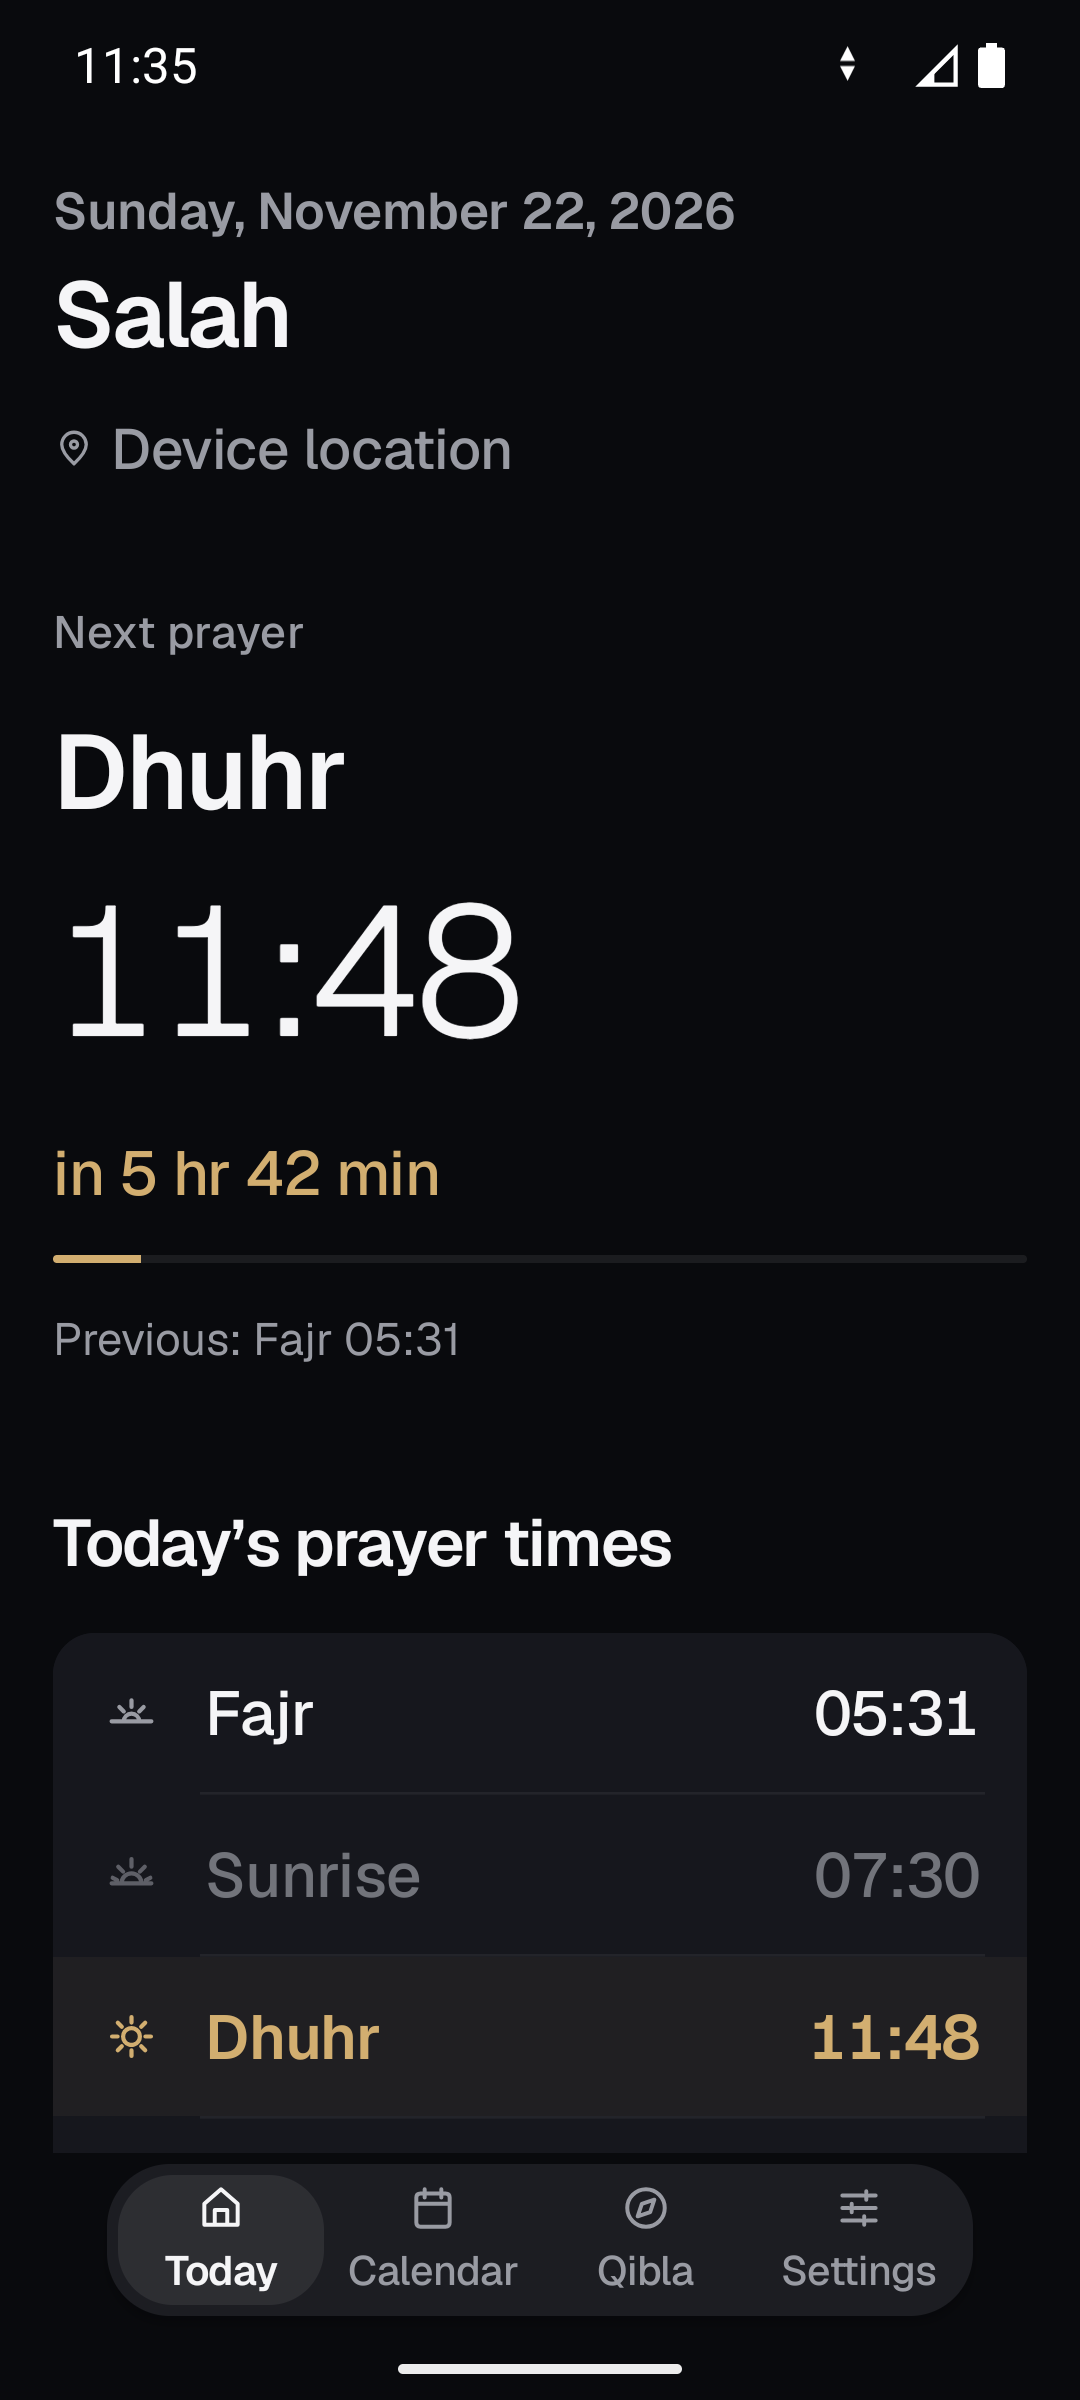 11:35
Sunday, November 22, 2026
Salah
Device location
Next prayer
Dhuhr
11:48
in 5 hr 42 min
Previous: Fajr 05:31
Today’s prayer times
Fajr 05:31
Sunrise 07:30
Dhuhr 11:48
Today Calendar Qibla Settings